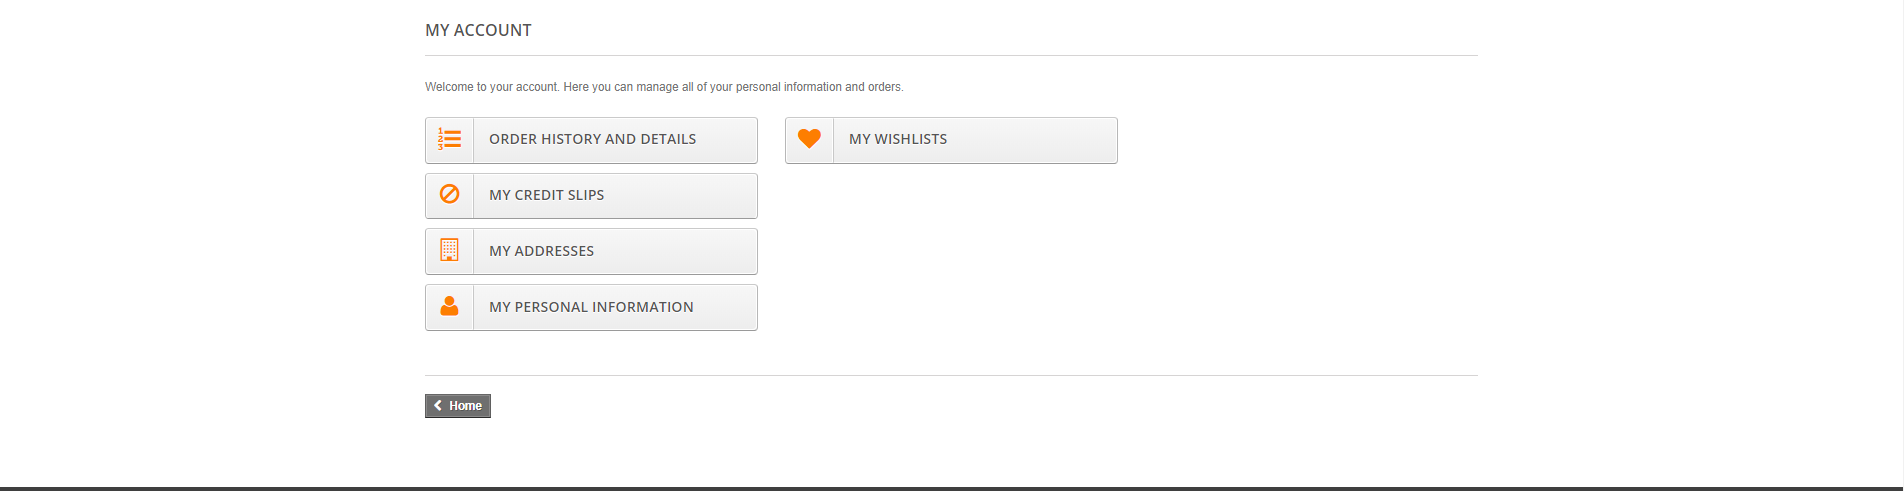 MY ACCOUNT
Welcome to your account. Here you can manage all of your personal information and orders.
ORDER HISTORY AND DETAILS
MY CREDIT SLIPS
MY ADDRESSES
MY PERSONAL INFORMATION
MY WISHLISTS
Home